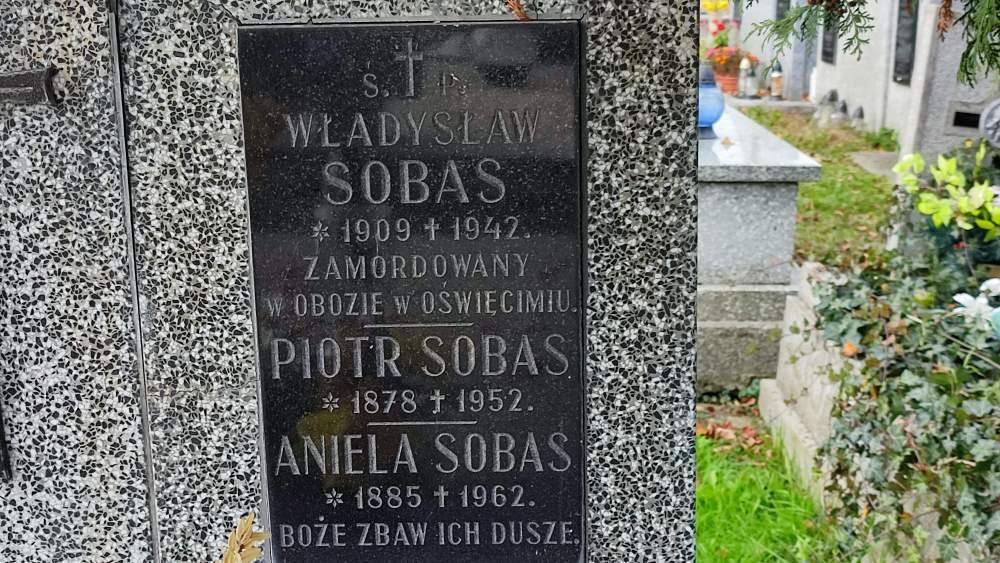 Ś. † P.
WŁADYSŁAW
SOBAS
* 1909 † 1942.
ZAMORDOWANY
W OBOZIE W OŚWIĘCIMIU.
PIOTR SOBAS
* 1878 † 1952.
ANIELA SOBAS
* 1885 † 1962.
BOŻE ZBAW ICH DUSZE.